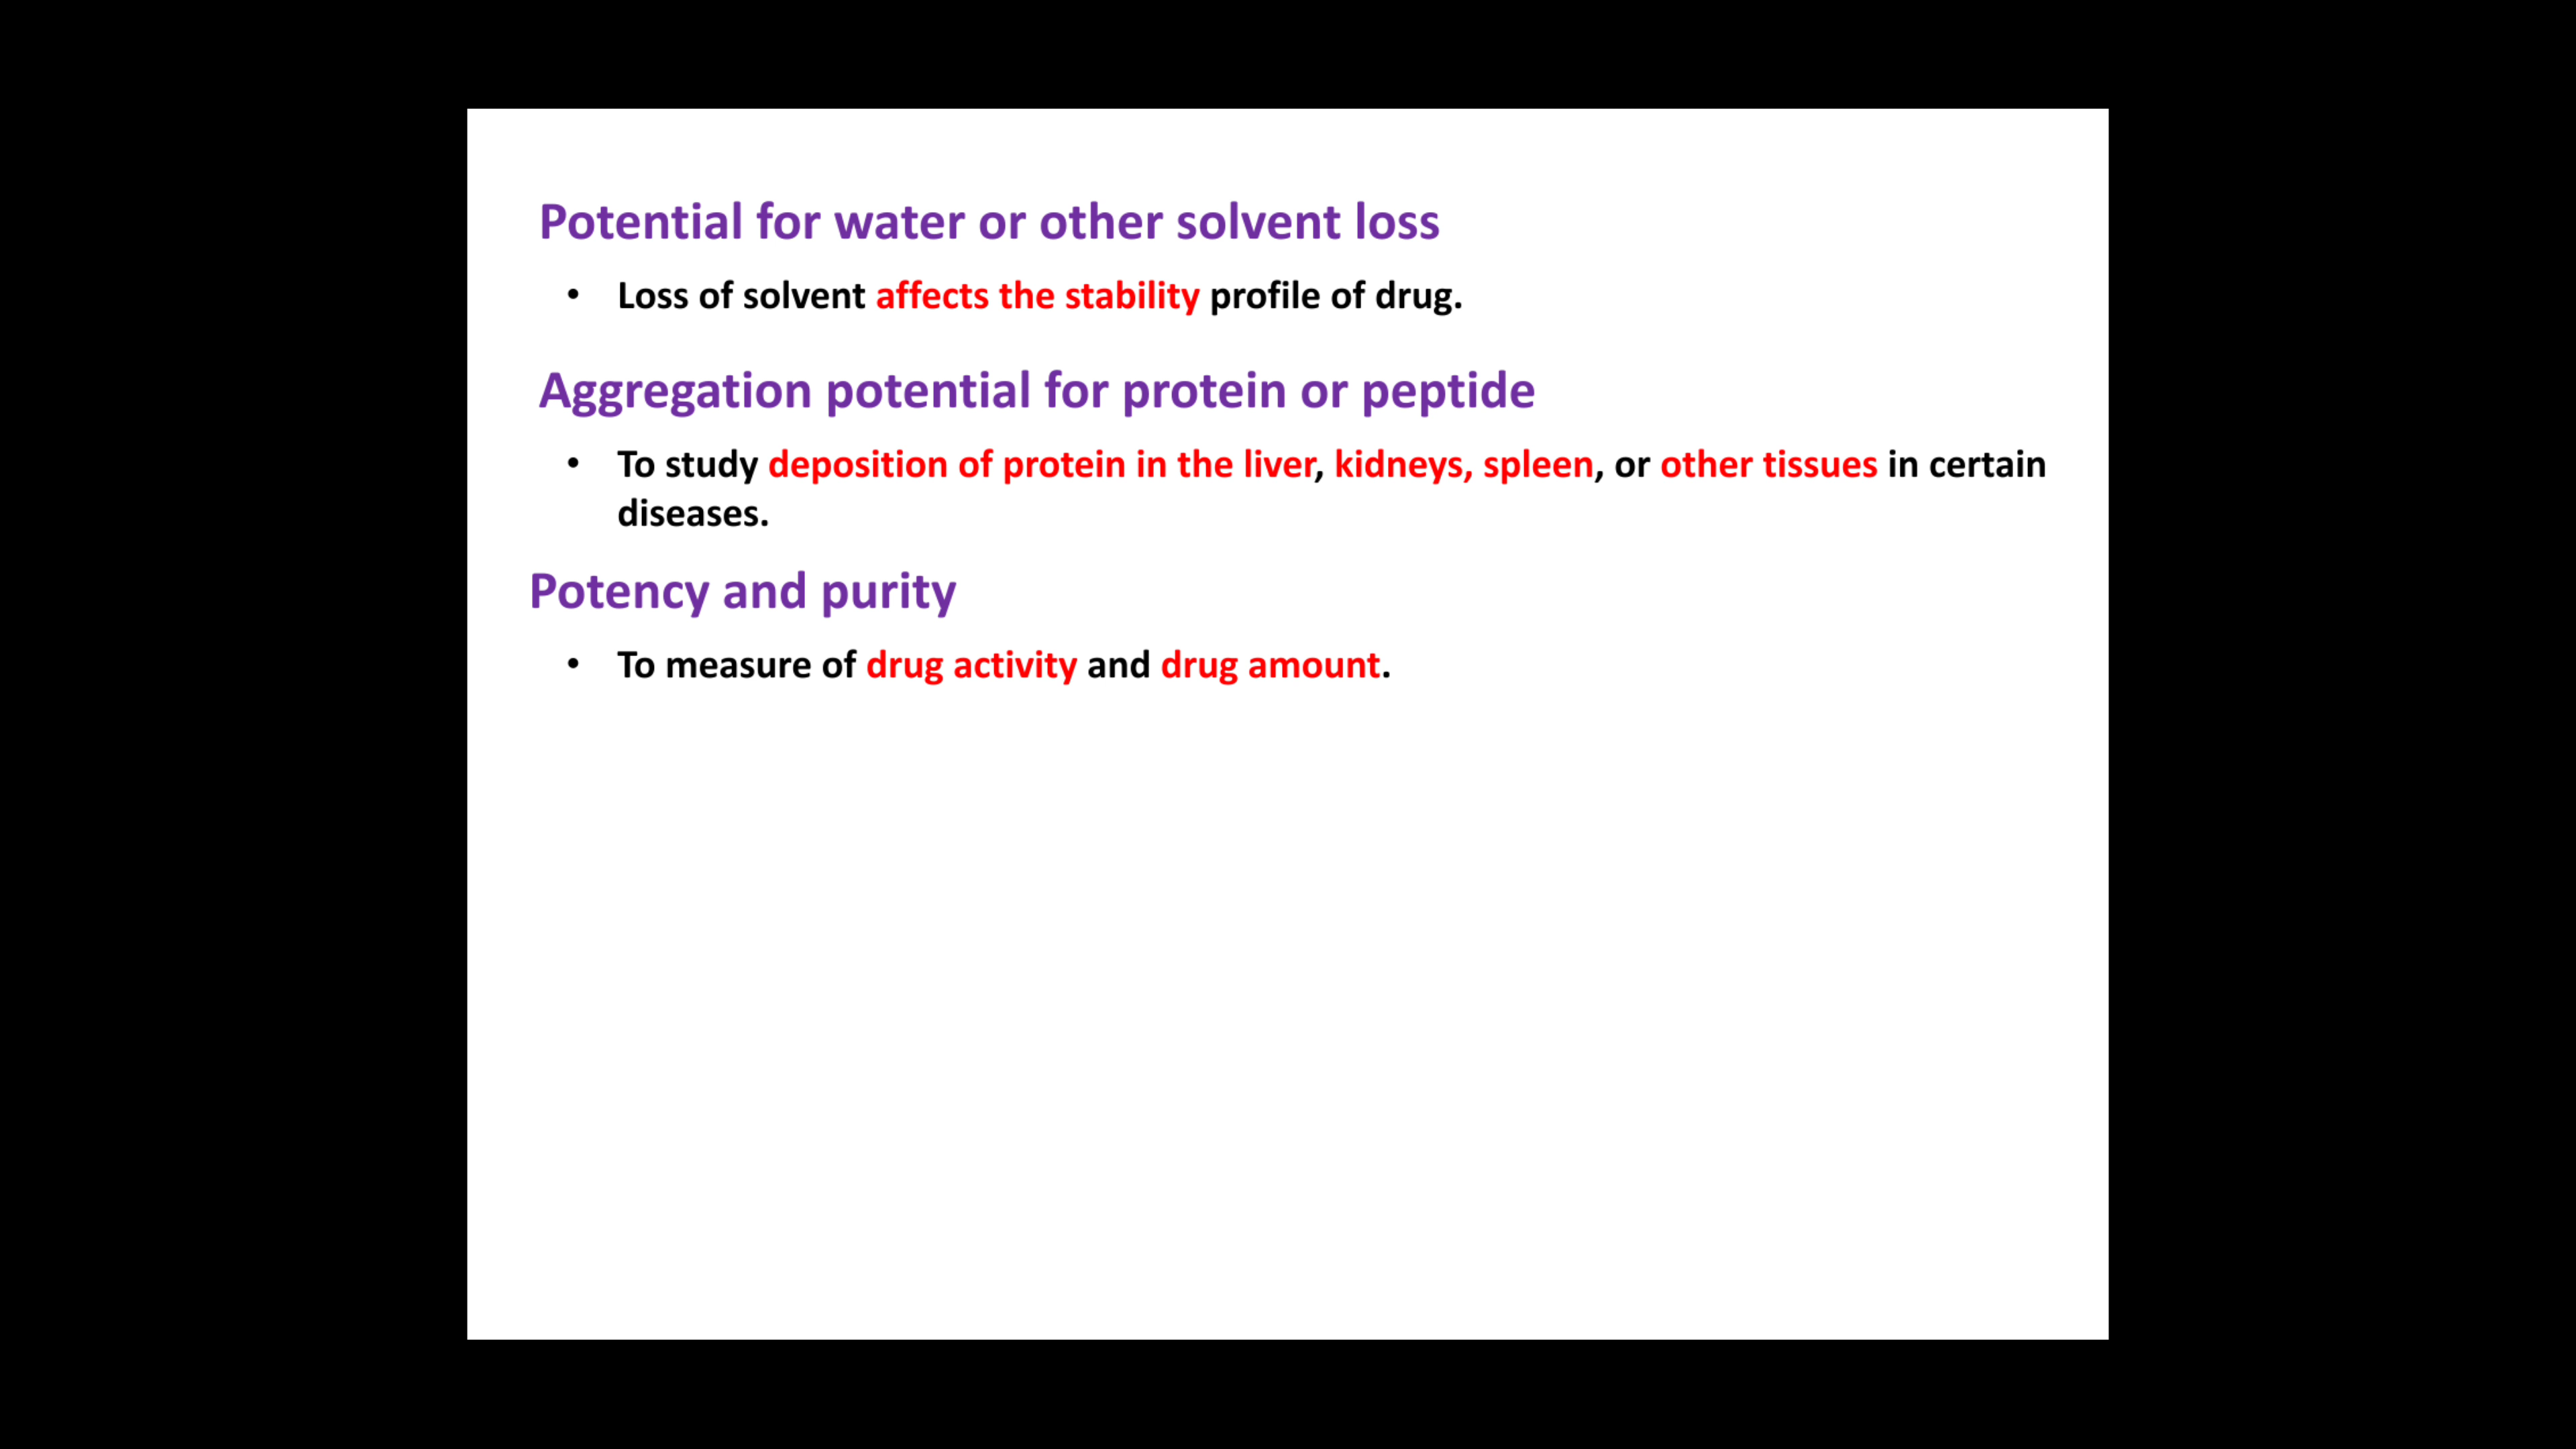 Potential for water or other solvent loss
• Loss of solvent affects the stability profile of drug.
Aggregation potential for protein or peptide
• To study deposition of protein in the liver, kidneys, spleen, or other tissues in certain
diseases.
Potency and purity
• To measure of drug activity and drug amount.